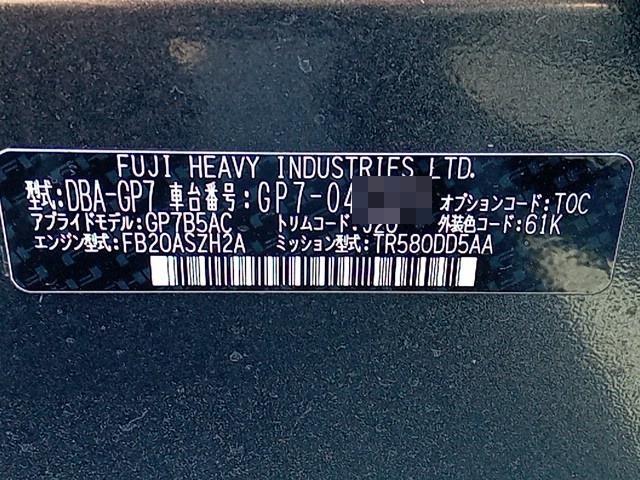 FUJI HEAVY INDUSTRIES LTD.
型式:DBA-GP7 車台番号:GP7-04 オプションコード:TOC
アプライドモデル:GP7B5AC トリムコード:J20 外装色コード:61K
エンジン型式:FB20ASZH2A ミッション型式:TR580DD5AA